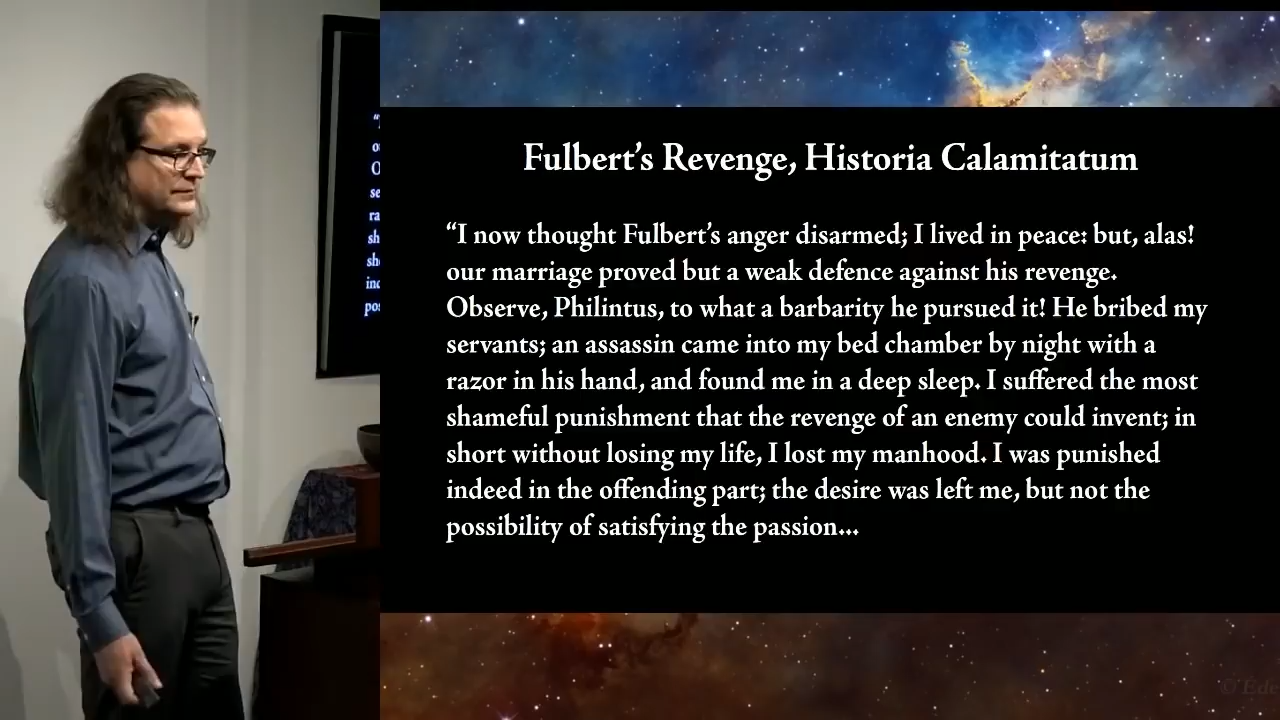 Fulbert’s Revenge, Historia Calamitatum
“I now thought Fulbert’s anger disarmed; I lived in peace: but, alas!
our marriage proved but a weak defence against his revenge.
Observe, Philintus, to what a barbarity he pursued it! He bribed my
servants; an assassin came into my bed chamber by night with a
razor in his hand, and found me in a deep sleep. I suffered the most
shameful punishment that the revenge of an enemy could invent; in
short without losing my life, I lost my manhood. I was punished
indeed in the offending part; the desire was left me, but not the
possibility of satisfying the passion...